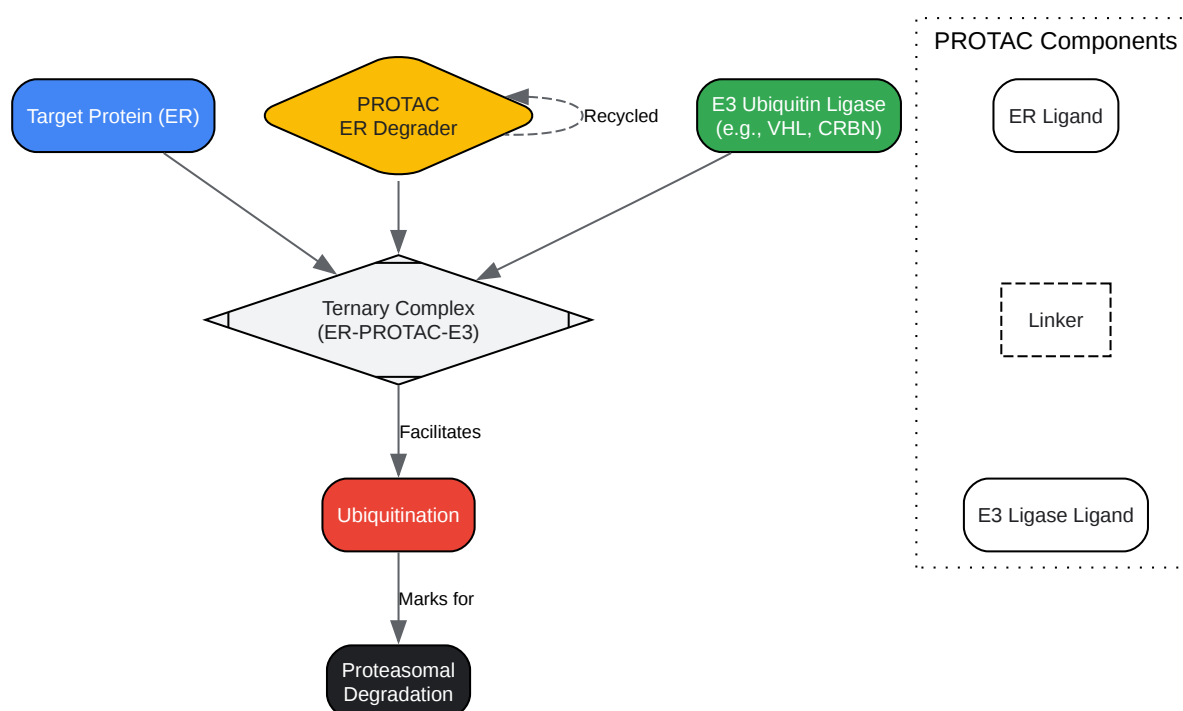 PROTAC Components
Target Protein (ER)
PROTAC
ER Degrader
Recycled
E3 Ubiquitin Ligase
(e.g., VHL, CRBN)
ER Ligand
Ternary Complex
(ER-PROTAC-E3)
Linker
Facilitates
Ubiquitination
E3 Ligase Ligand
Marks for
Proteasomal
Degradation